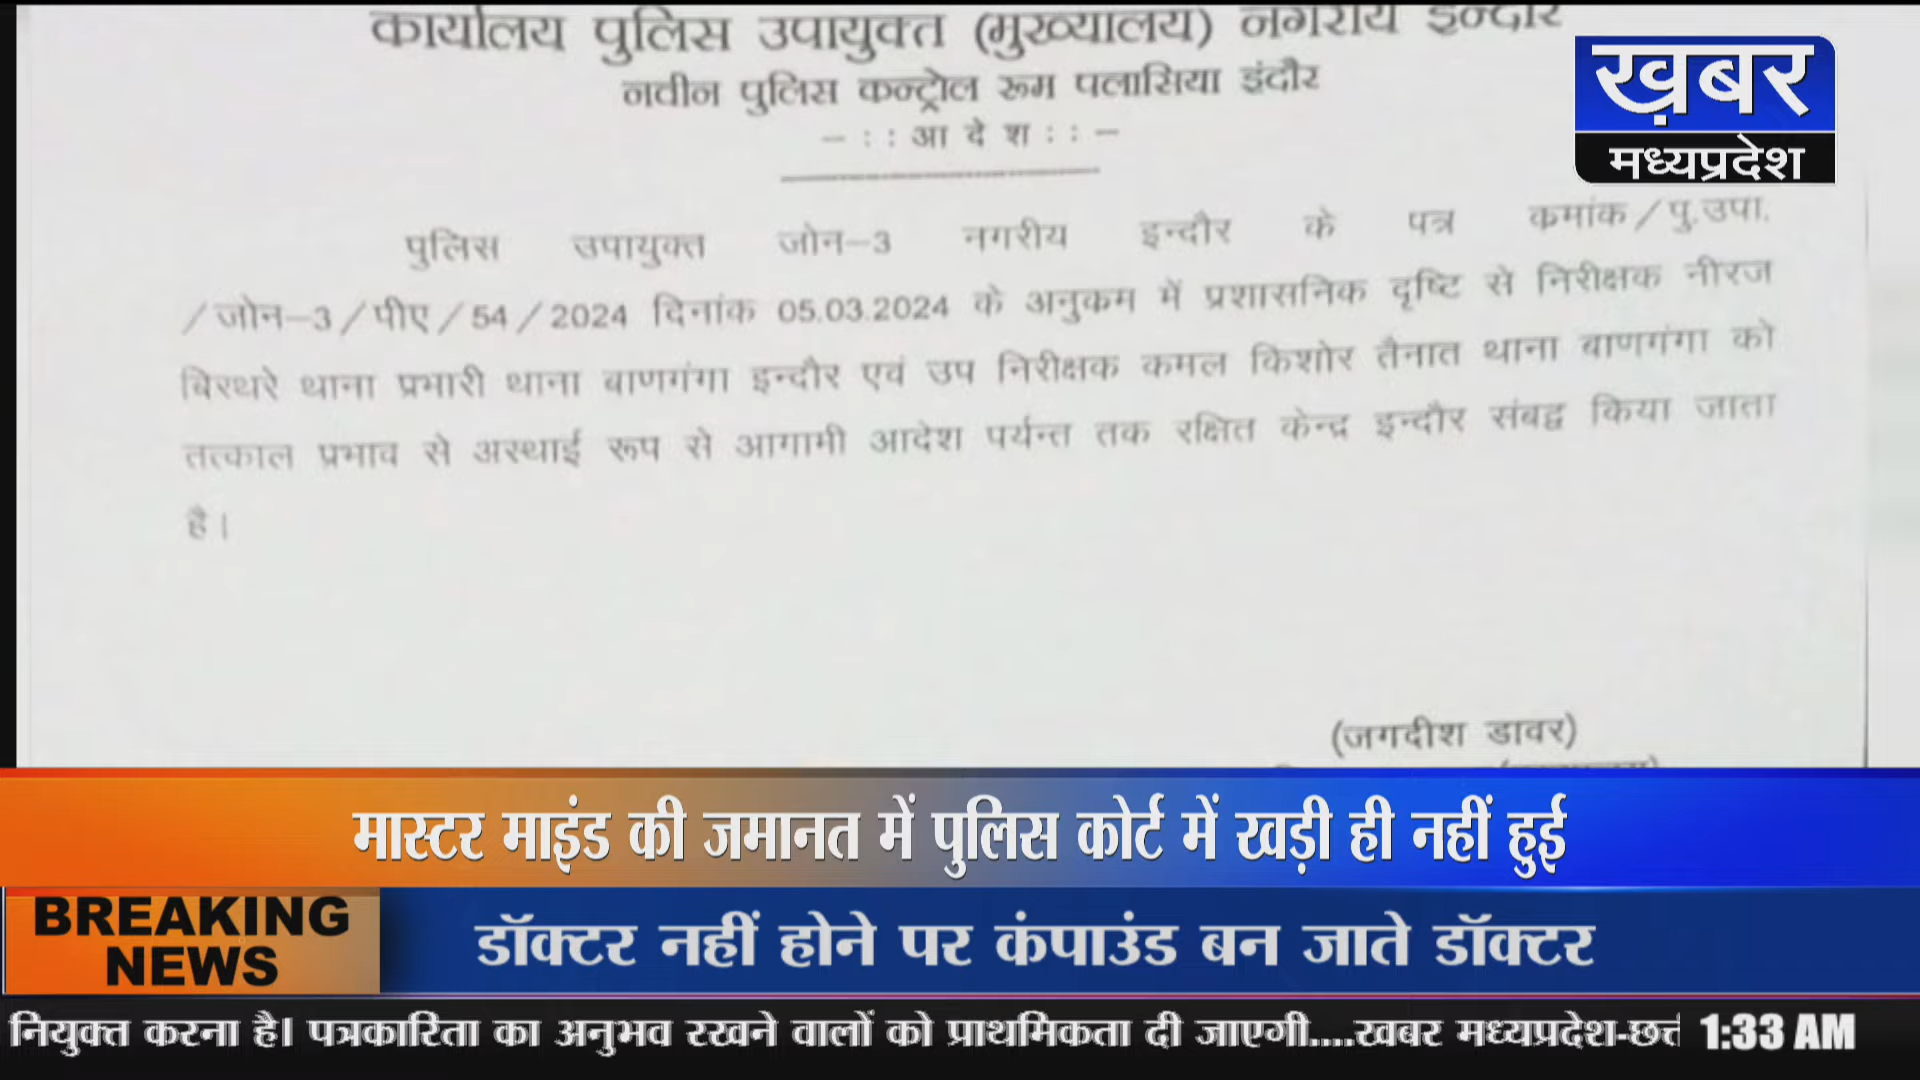 कार्यालय पुलिस उपायुक्त (मुख्यालय) नगरीय इन्दौर
नवीन पुलिस कन्ट्रोल रूम पलासिया इंदौर
– : : आ दे श : : –
ख़बर
मध्यप्रदेश
पुलिस उपायुक्त जोन–3 नगरीय इन्दौर के पत्र कमांक/पु.उपा.
/जोन–3/पीए/54/2024 दिनांक 05.03.2024 के अनुकम में प्रशासनिक दृष्टि से निरीक्षक नीरज
बिरथरे थाना प्रभारी थाना बाणगंगा इन्दौर एवं उप निरीक्षक कमल किशोर तैनात थाना बाणगंगा को
तत्काल प्रभाव से अस्थाई रूप से आगामी आदेश पर्यन्त तक रक्षित केन्द्र इन्दौर संबद्व किया जाता
है।
(जगदीश डावर)
मास्टर माइंड की जमानत में पुलिस कोर्ट में खड़ी ही नहीं हुई
BREAKING
NEWS
डॉक्टर नहीं होने पर कंपाउंड बन जाते डॉक्टर
नियुक्त करना है। पत्रकारिता का अनुभव रखने वालों को प्राथमिकता दी जाएगी....खबर मध्यप्रदेश-छत्त 1:33 AM